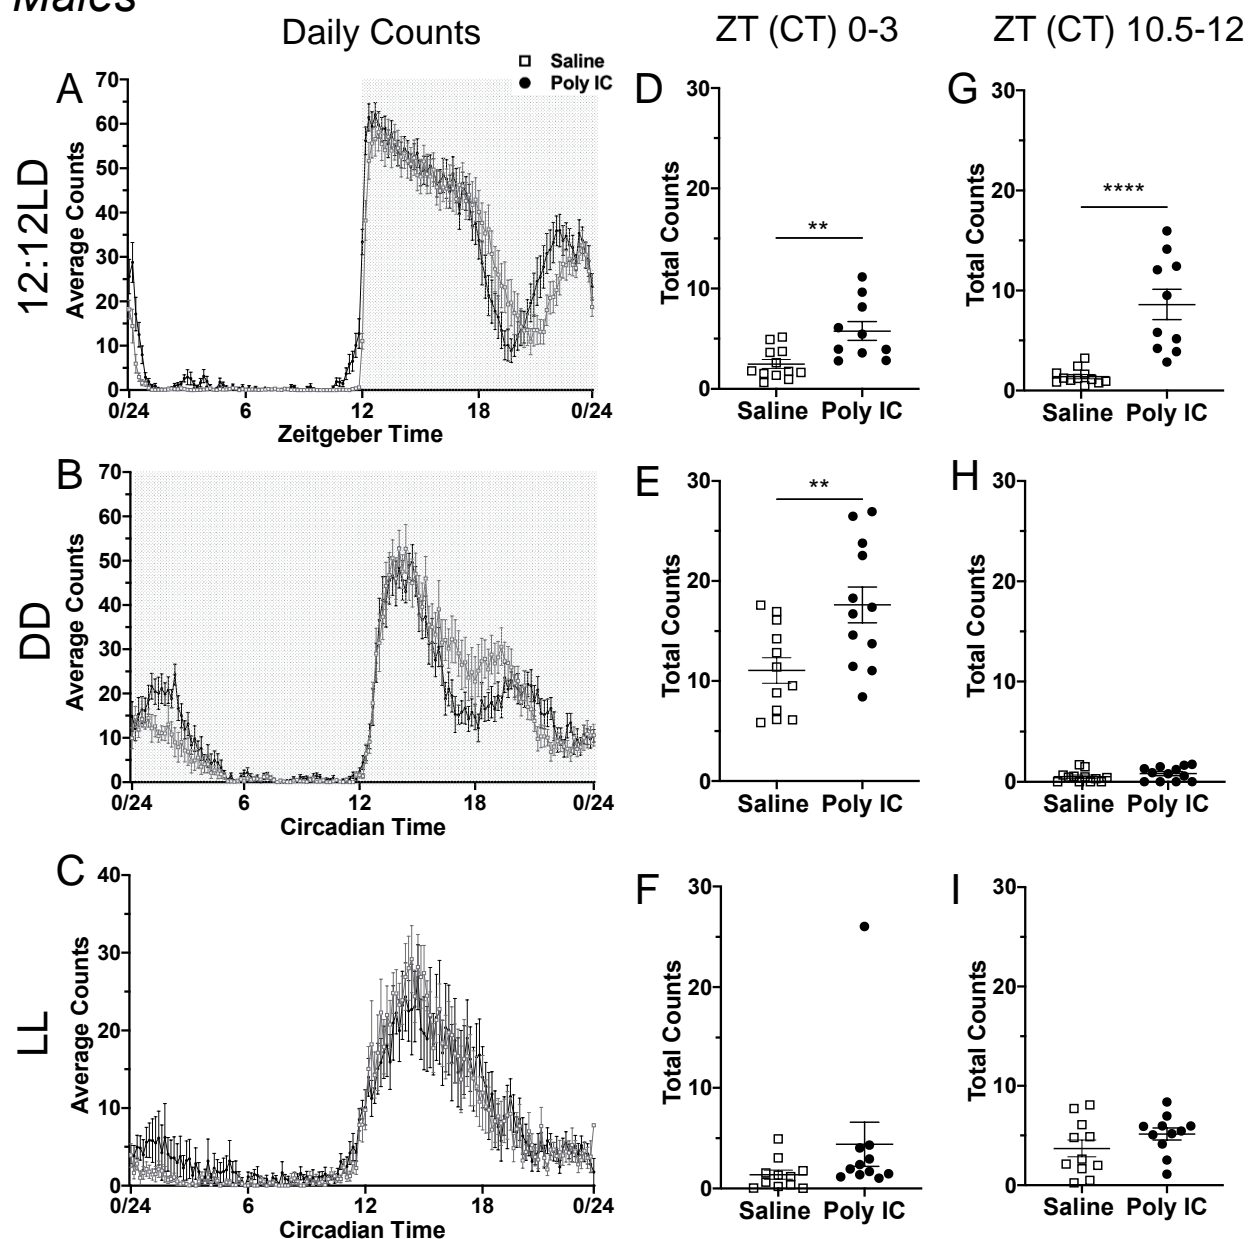 Males
Daily Counts
ZT (CT) 0-3
ZT (CT) 10.5-12
12:12LD
A
Saline
Poly IC
Average Counts
70
60
50
40
30
20
10
0
0/24
6
12
18
0/24
Zeitgeber Time
D
Total Counts
30
20
10
0
**
Saline
Poly IC
G
Total Counts
30
20
10
0
****
Saline
Poly IC
DD
B
Average Counts
70
60
50
40
30
20
10
0
0/24
6
12
18
0/24
Circadian Time
E
Total Counts
30
20
10
0
**
Saline
Poly IC
H
Total Counts
30
20
10
0
Saline
Poly IC
LL
C
Average Counts
40
30
20
10
0
0/24
6
12
18
0/24
Circadian Time
F
Total Counts
30
20
10
0
Saline
Poly IC
I
Total Counts
30
20
10
0
Saline
Poly IC